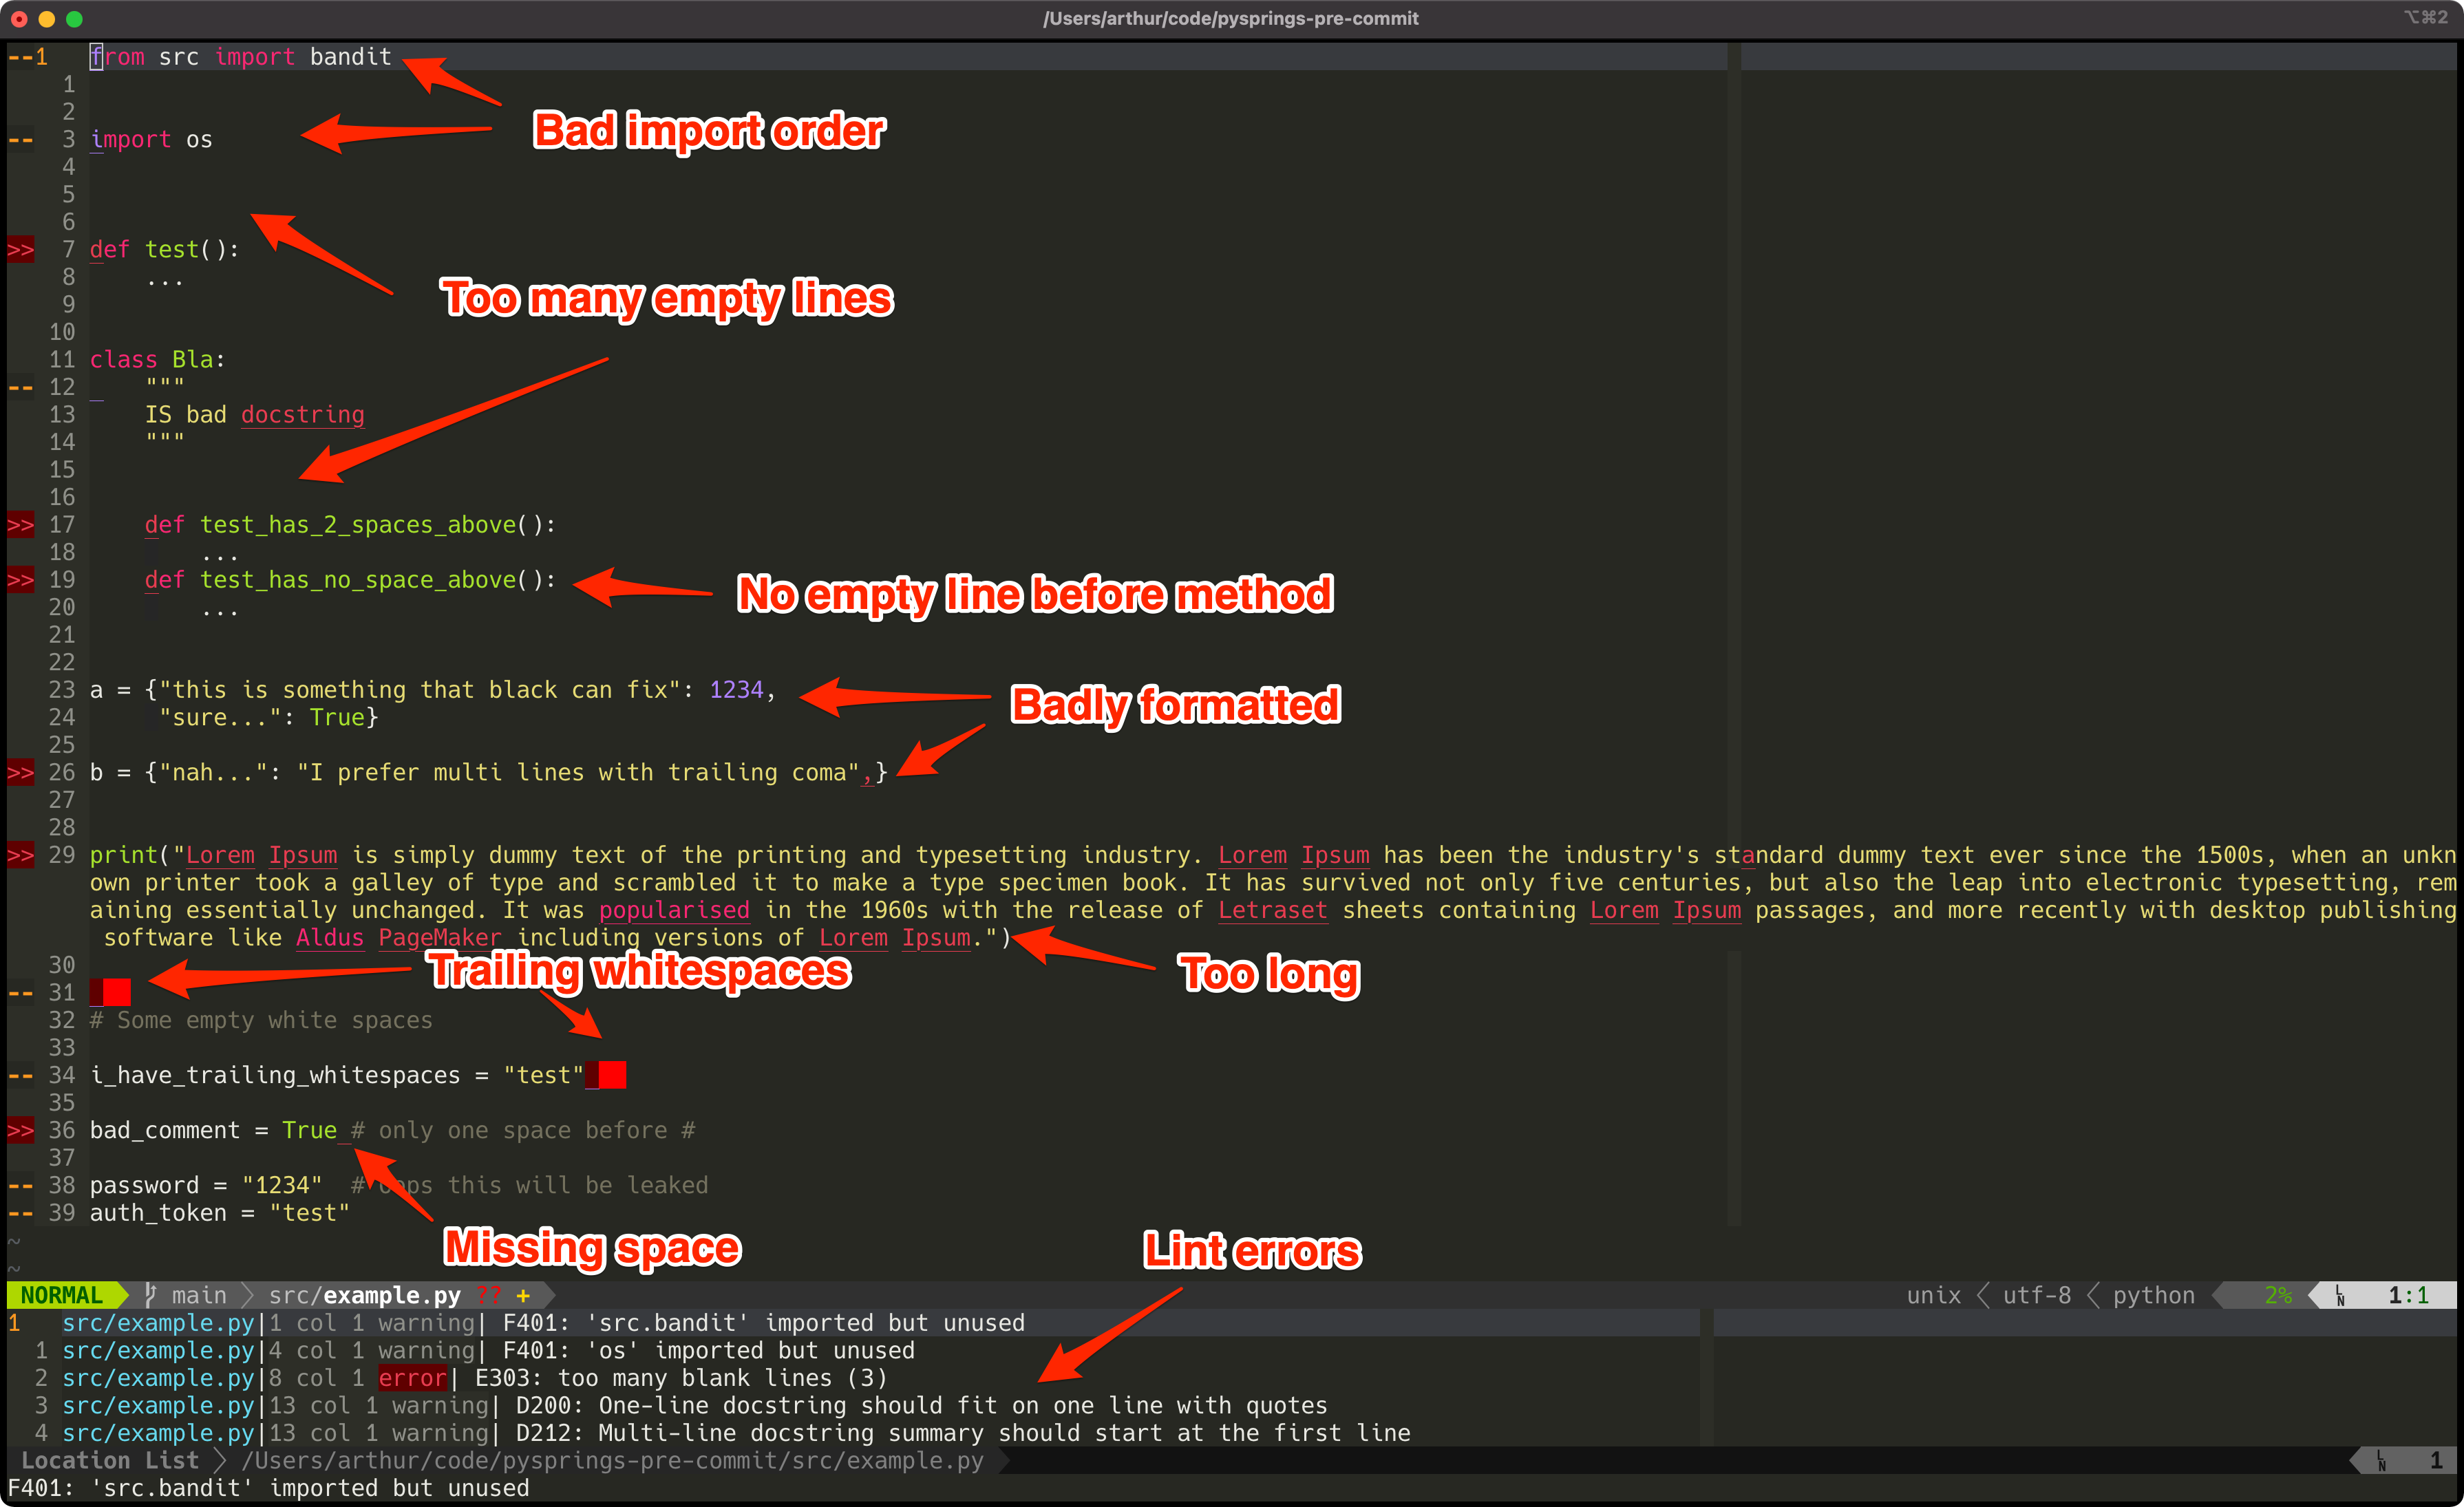 /Users/arthur/code/pysprings-pre-commit ⌥⌘2
--1 from src import bandit
1
Bad import order
2
-- 3 import os
4
5
6
>> 7 def test():
8     ...
Too many empty lines
9
10
11 class Bla:
-- 12     """
13     IS bad docstring
14     """
15
16
>> 17     def test_has_2_spaces_above():
18         ...
>> 19     def test_has_no_space_above():
No empty line before method
20         ...
21
22
23 a = {"this is something that black can fix": 1234,
Badly formatted
24      "sure...": True}
25
>> 26 b = {"nah...": "I prefer multi lines with trailing coma",}
27
28
>> 29 print("Lorem Ipsum is simply dummy text of the printing and typesetting industry. Lorem Ipsum has been the industry's standard dummy text ever since the 1500s, when an unkn
own printer took a galley of type and scrambled it to make a type specimen book. It has survived not only five centuries, but also the leap into electronic typesetting, rem
aining essentially unchanged. It was popularised in the 1960s with the release of Letraset sheets containing Lorem Ipsum passages, and more recently with desktop publishing
software like Aldus PageMaker including versions of Lorem Ipsum.")
30
Trailing whitespaces
Too long
-- 31
32 # Some empty white spaces
33
-- 34 i_have_trailing_whitespaces = "test"
35
>> 36 bad_comment = True # only one space before #
37
-- 38 password = "1234"  # Oops this will be leaked
-- 39 auth_token = "test"
~
Missing space
Lint errors
~
NORMAL main src/example.py ?? + unix utf-8 python 2% LN 1:1
1 src/example.py|1 col 1 warning| F401: 'src.bandit' imported but unused
1 src/example.py|4 col 1 warning| F401: 'os' imported but unused
2 src/example.py|8 col 1 error| E303: too many blank lines (3)
3 src/example.py|13 col 1 warning| D200: One-line docstring should fit on one line with quotes
4 src/example.py|13 col 1 warning| D212: Multi-line docstring summary should start at the first line
Location List /Users/arthur/code/pysprings-pre-commit/src/example.py LN 1
F401: 'src.bandit' imported but unused